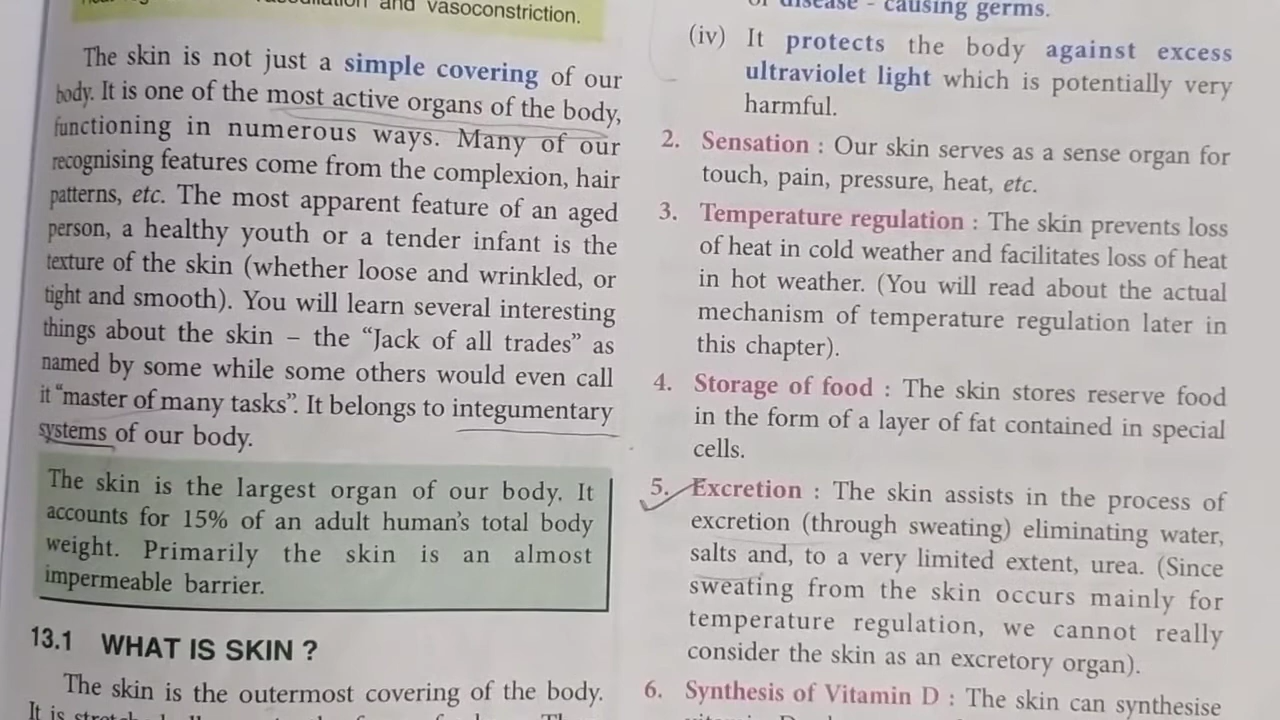 and vasoconstriction.
The skin is not just a simple covering of our
body. It is one of the most active organs of the body,
functioning in numerous ways. Many of our
recognising features come from the complexion, hair
patterns, etc. The most apparent feature of an aged
person, a healthy youth or a tender infant is the
texture of the skin (whether loose and wrinkled, or
tight and smooth). You will learn several interesting
things about the skin – the “Jack of all trades” as
named by some while some others would even call
it “master of many tasks”. It belongs to integumentary
systems of our body.
The skin is the largest organ of our body. It
accounts for 15% of an adult human's total body
weight. Primarily the skin is an almost
impermeable barrier.
13.1 WHAT IS SKIN ?
The skin is the outermost covering of the body.
It is
of disease - causing germs.
(iv) It protects the body against excess
ultraviolet light which is potentially very
harmful.
2. Sensation : Our skin serves as a sense organ for
touch, pain, pressure, heat, etc.
3. Temperature regulation : The skin prevents loss
of heat in cold weather and facilitates loss of heat
in hot weather. (You will read about the actual
mechanism of temperature regulation later in
this chapter).
4. Storage of food : The skin stores reserve food
in the form of a layer of fat contained in special
cells.
5. Excretion : The skin assists in the process of
excretion (through sweating) eliminating water,
salts and, to a very limited extent, urea. (Since
sweating from the skin occurs mainly for
temperature regulation, we cannot really
consider the skin as an excretory organ).
6. Synthesis of Vitamin D : The skin can synthesise